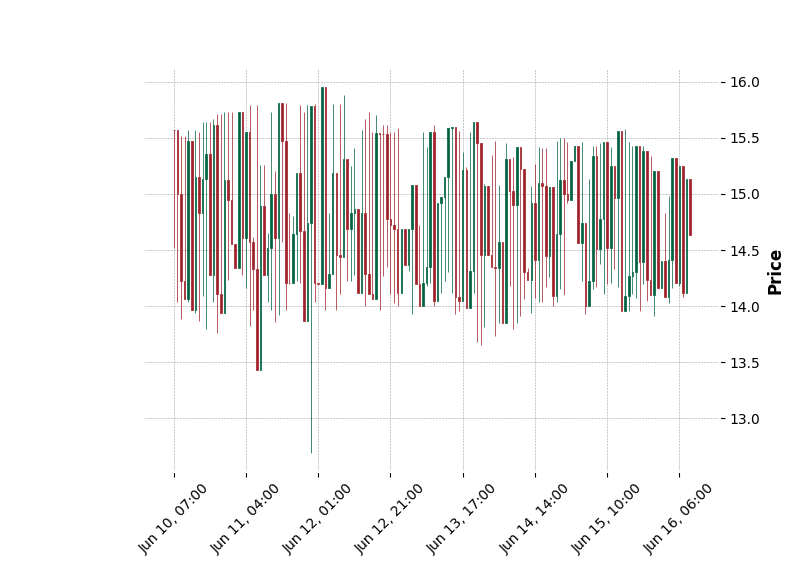 16.0
15.5
15.0
14.5
14.0
13.5
13.0
Price
Jun 10, 07:00
Jun 11, 04:00
Jun 12, 01:00
Jun 12, 21:00
Jun 13, 17:00
Jun 14, 14:00
Jun 15, 10:00
Jun 16, 06:00